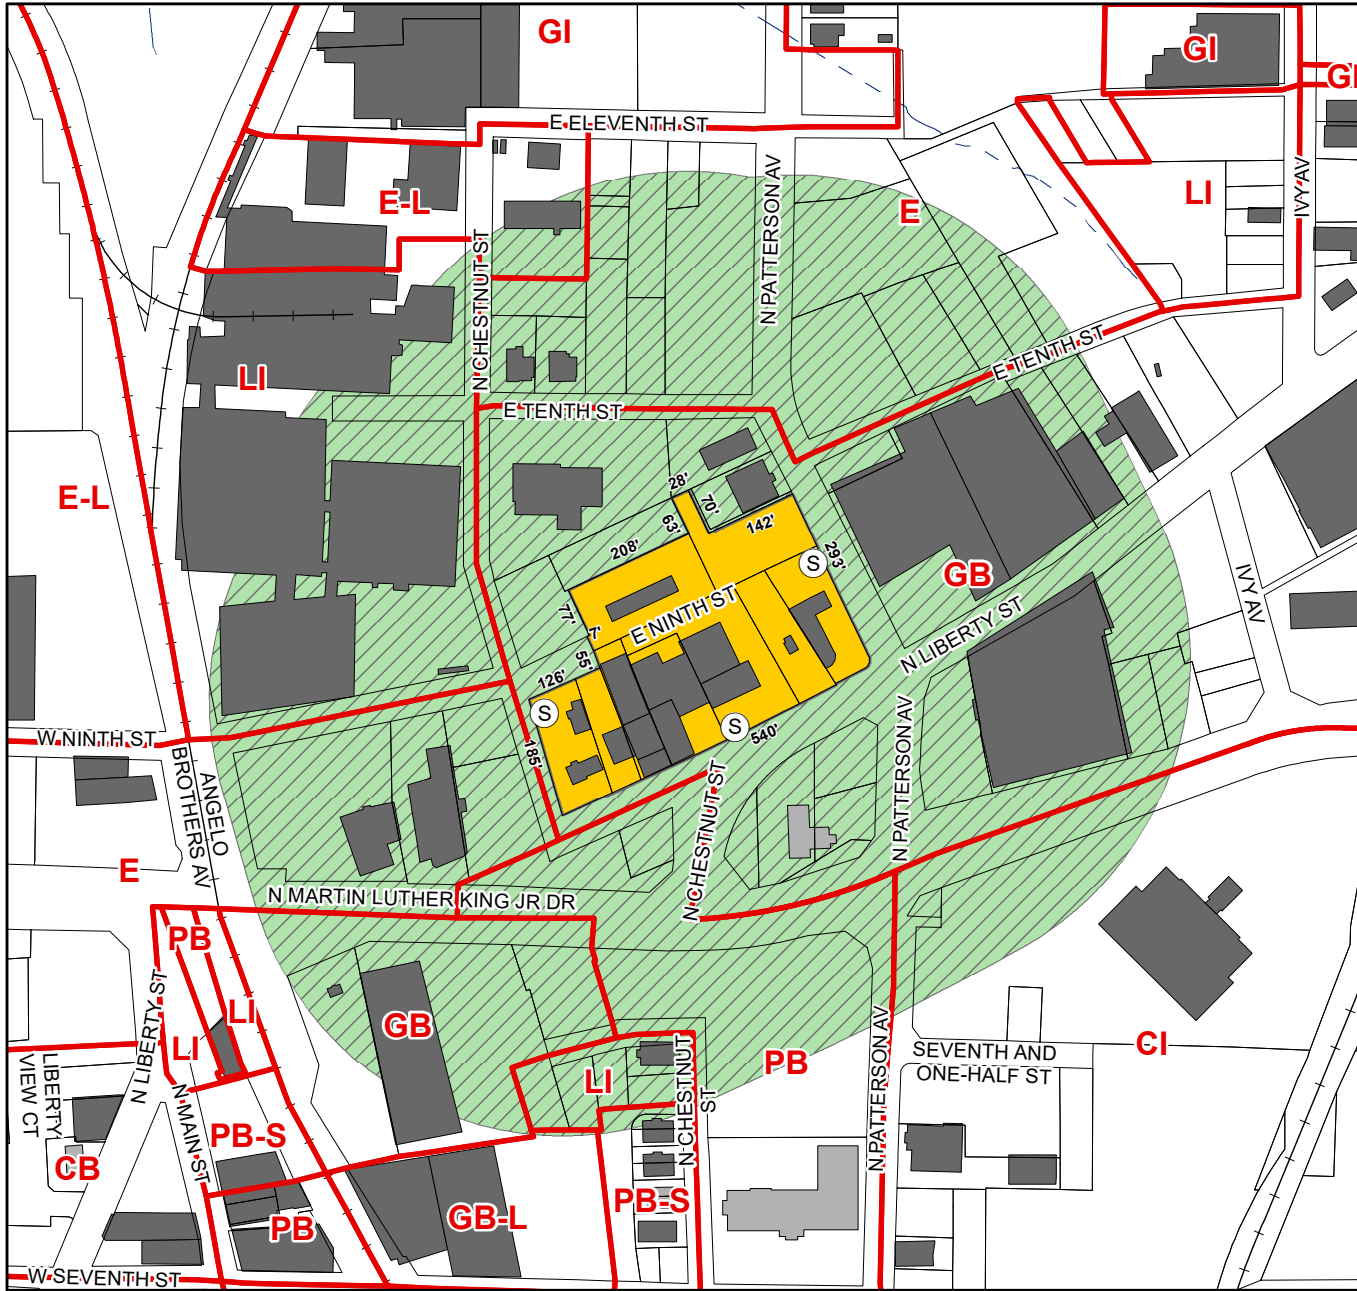 GI
GI
GI
E ELEVENTH ST
E-L
E
LI
IVY AV
N PATTERSON AV
N CHESTNUT ST
LI
E TENTH ST
E TENTH ST
E-L
28'
70'
63'
142'
208'
293'
S
GB
77'
7'
E NINTH ST
55'
126'
S
S
540'
185'
N LIBERTY ST
IVY AV
W NINTH ST
ANGELO
BROTHERS AV
N CHESTNUT ST
N PATTERSON AV
E
N MARTIN LUTHER KING JR DR
PB
LI
LI
N LIBERTY ST
GB
LI
PB
N PATTERSON AV
SEVENTH AND
ONE-HALF ST
CI
LIBERTY
VIEW CT
N MAIN ST
N CHESTNUT
ST
CB
PB-S
PB
GB-L
PB-S
W SEVENTH ST